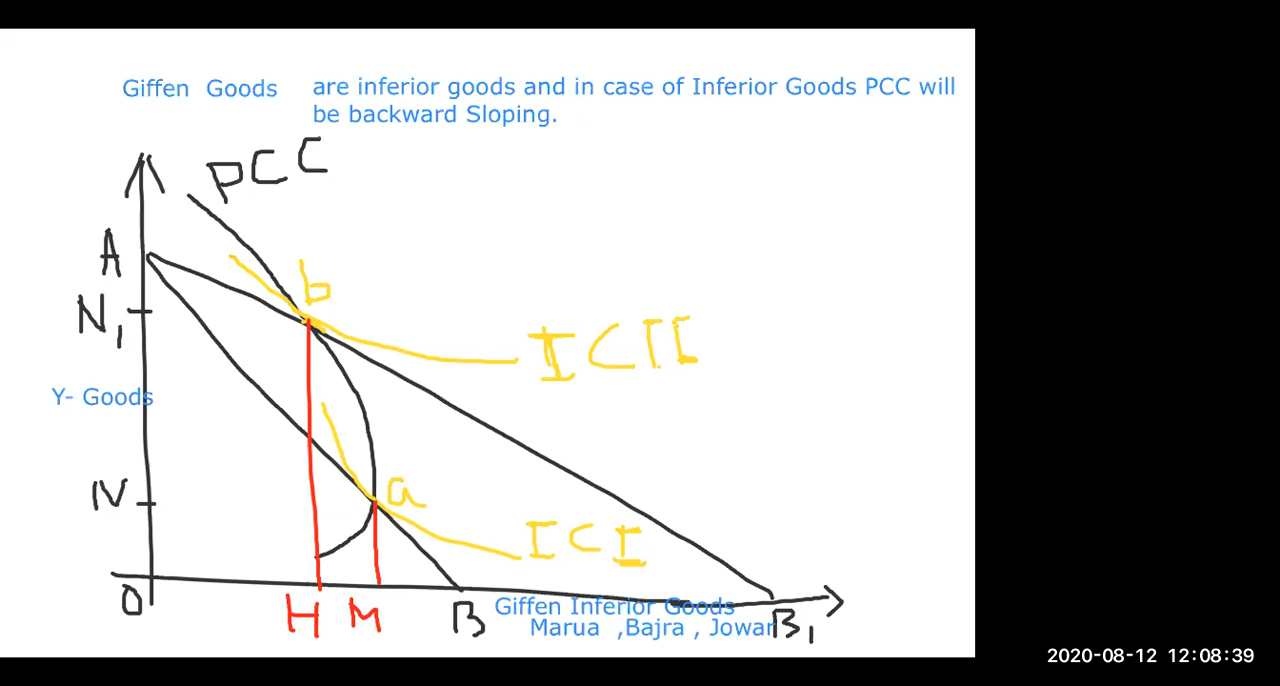 Giffen Goods are inferior goods and in case of Inferior Goods PCC will
be backward Sloping.
PCC
A
b
N1
ICII
Y- Goods
a
N
ICI
O
H
M
B
Giffen Inferior Goods
Marua ,Bajra , Jowar
B1
2020-08-12 12:08:39